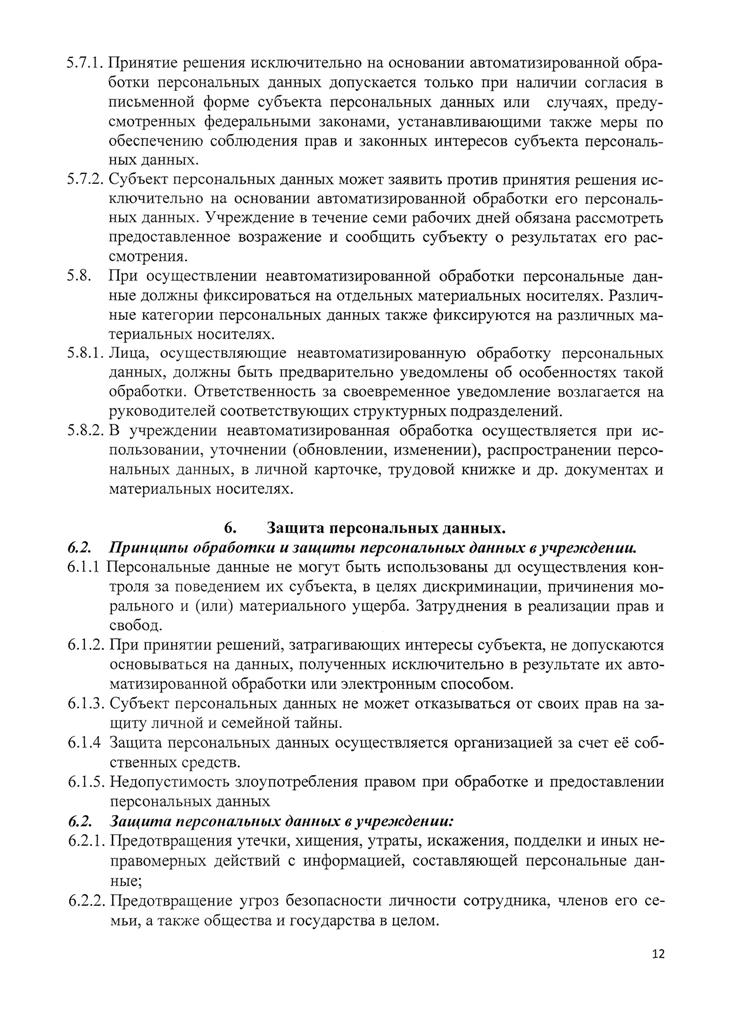 5.7.1. Принятие решения исключительно на основании автоматизированной обра-
ботки персональных данных допускается только при наличии согласия в
письменной форме субъекта персональных данных или случаях, преду-
смотренных федеральными законами, устанавливающими также меры по
обеспечению соблюдения прав и законных интересов субъекта персональ-
ных данных.
5.7.2. Субъект персональных данных может заявить против принятия решения ис-
ключительно на основании автоматизированной обработки его персональ-
ных данных. Учреждение в течение семи рабочих дней обязана рассмотреть
предоставленное возражение и сообщить субъекту о результатах его рас-
смотрения.
5.8. При осуществлении неавтоматизированной обработки персональные дан-
ные должны фиксироваться на отдельных материальных носителях. Различ-
ные категории персональных данных также фиксируются на различных ма-
териальных носителях.
5.8.1. Лица, осуществляющие неавтоматизированную обработку персональных
данных, должны быть предварительно уведомлены об особенностях такой
обработки. Ответственность за своевременное уведомление возлагается на
руководителей соответствующих структурных подразделений.
5.8.2. В учреждении неавтоматизированная обработка осуществляется при ис-
пользовании, уточнении (обновлении, изменении), распространении персо-
нальных данных, в личной карточке, трудовой книжке и др. документах и
материальных носителях.
6. Защита персональных данных.
6.2. Принципы обработки и защиты персональных данных в учреждении.
6.1.1 Персональные данные не могут быть использованы дл осуществления кон-
троля за поведением их субъекта, в целях дискриминации, причинения мо-
рального и (или) материального ущерба. Затруднения в реализации прав и
свобод.
6.1.2. При принятии решений, затрагивающих интересы субъекта, не допускаются
основываться на данных, полученных исключительно в результате их авто-
матизированной обработки или электронным способом.
6.1.3. Субъект персональных данных не может отказываться от своих прав на за-
щиту личной и семейной тайны.
6.1.4 Защита персональных данных осуществляется организацией за счет её соб-
ственных средств.
6.1.5. Недопустимость злоупотребления правом при обработке и предоставлении
персональных данных
6.2. Защита персональных данных в учреждении:
6.2.1. Предотвращения утечки, хищения, утраты, искажения, подделки и иных не-
правомерных действий с информацией, составляющей персональные дан-
ные;
6.2.2. Предотвращение угроз безопасности личности сотрудника, членов его се-
мьи, а также общества и государства в целом.
12